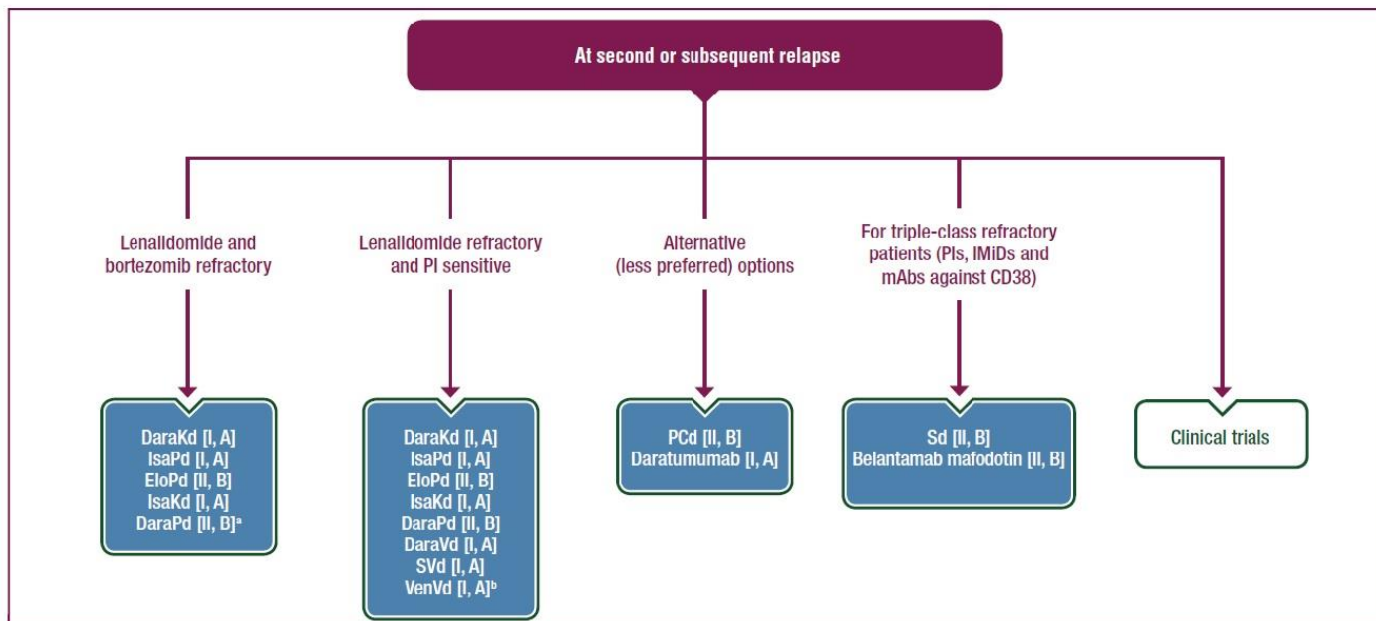 At second or subsequent relapse
Lenalidomide and
bortezomib refractory
Lenalidomide refractory
and PI sensitive
Alternative
(less preferred) options
For triple-class refractory
patients (PIs, IMiDs and
mAbs against CD38)
DaraKd [I, A]
IsaPd [I, A]
EloPd [II, B]
IsaKd [I, A]
DaraPd [II, B]ᵃ
DaraKd [I, A]
IsaPd [I, A]
EloPd [II, B]
IsaKd [I, A]
DaraPd [II, B]
DaraVd [I, A]
SVd [I, A]
VenVd [I, A]ᵇ
PCd [II, B]
Daratumumab [I, A]
Sd [II, B]
Belantamab mafodotin [II, B]
Clinical trials